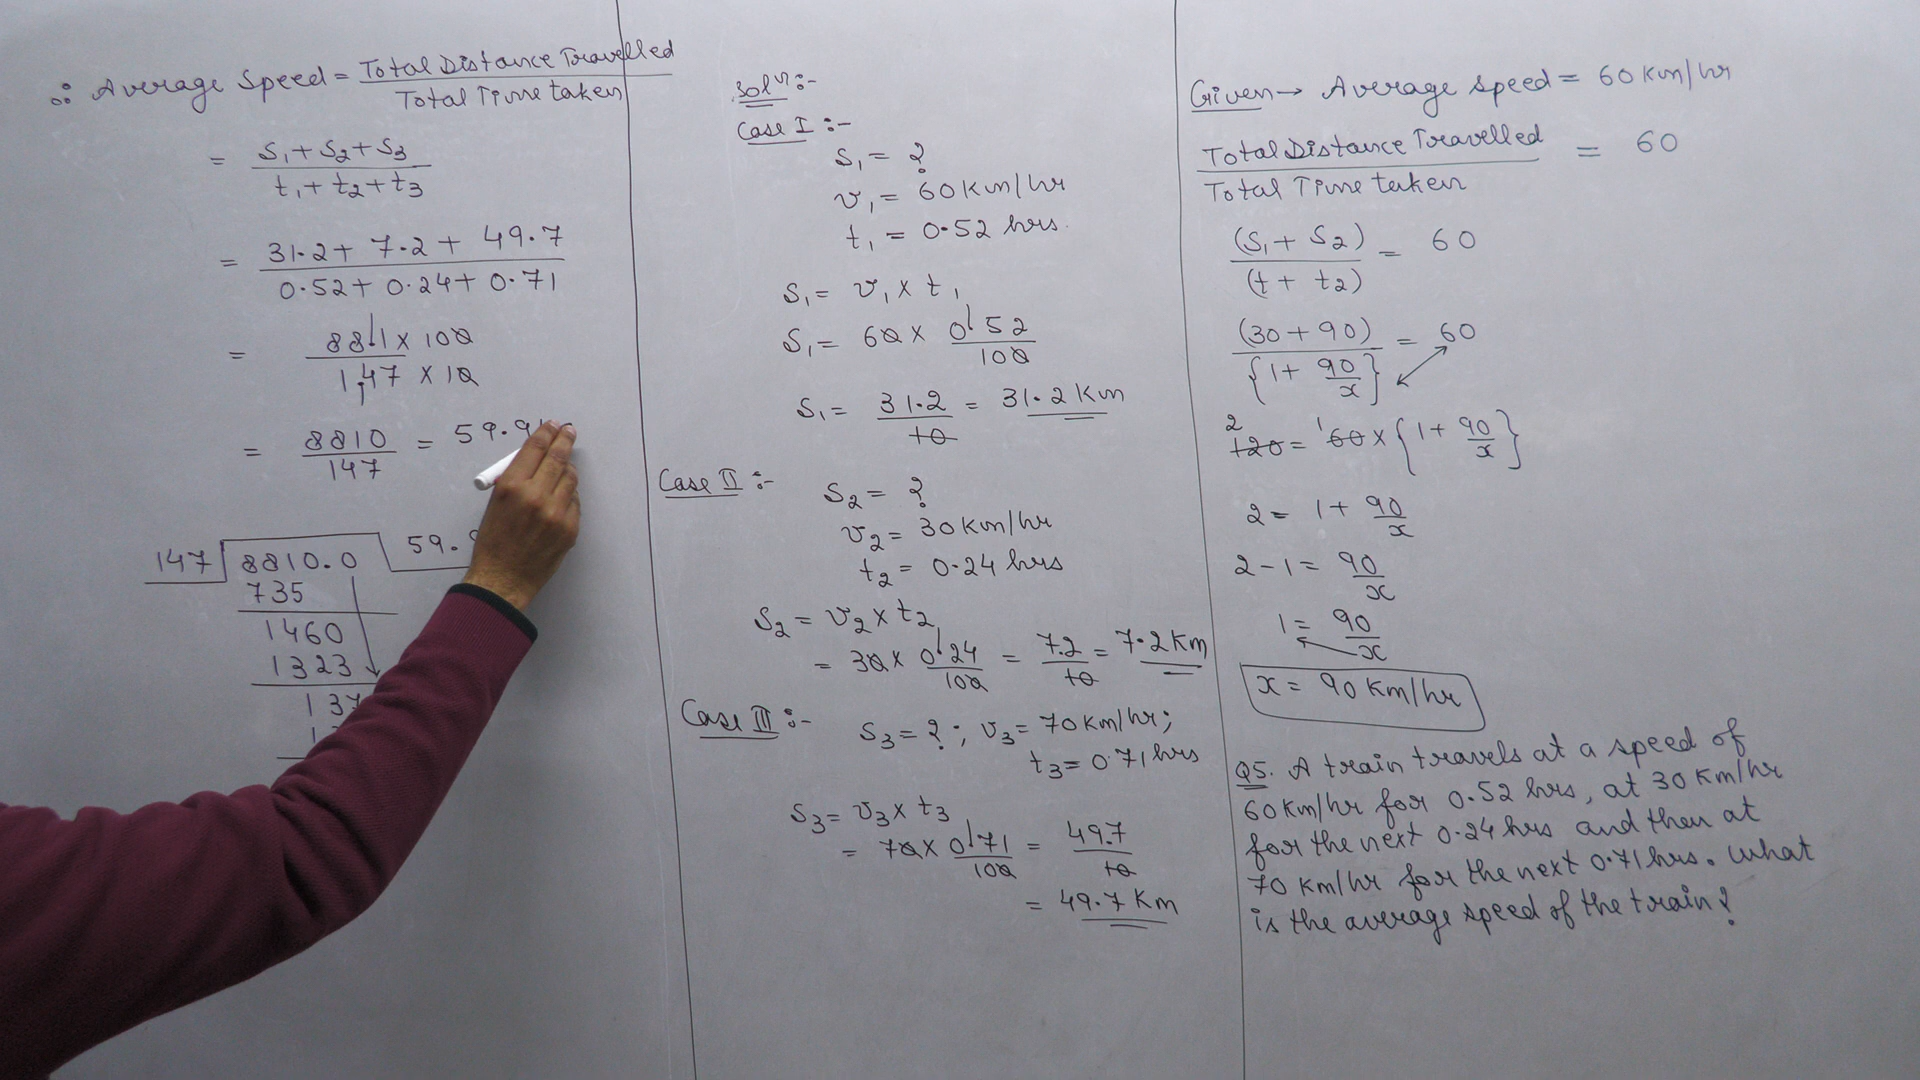 ∴ Average Speed = Total Distance Travelled / Total Time taken
= S₁ + S₂ + S₃ / t₁ + t₂ + t₃
= 31.2 + 7.2 + 49.7 / 0.52 + 0.24 + 0.71
= 88.1 × 100 / 1.47 × 10
= 8810 / 147 = 59.9
147 8810.0 59.
735
1460
1323
137
Solⁿ:-
Case I :-
S₁ = ?
v₁ = 60 Km/hr
t₁ = 0.52 hrs.
S₁ = v₁ × t₁
S₁ = 60 × 0.52 / 100
S₁ = 31.2 / 10 = 31.2 Km
Case II :-
S₂ = ?
v₂ = 30 Km/hr
t₂ = 0.24 hrs
S₂ = v₂ × t₂
= 30 × 0.24 / 100 = 7.2 / 10 = 7.2 Km
Case III :-
S₃ = ?; v₃ = 70 Km/hr;
t₃ = 0.71 hrs
S₃ = v₃ × t₃
= 70 × 0.71 / 100 = 49.7 / 10
= 49.7 Km
Given → Average speed = 60 Km/hr
Total Distance Travelled / Total Time taken = 60
(S₁ + S₂) / (t + t₂) = 60
(30 + 90) / {1 + 90/x} = 60
2
120 = ¹60 × {1 + 90/x}
2 = 1 + 90/x
2 - 1 = 90/x
1 = 90/x
x = 90 Km/hr
Q5. A train travels at a speed of
60 Km/hr for 0.52 hrs, at 30 Km/hr
for the next 0.24 hrs and then at
70 Km/hr for the next 0.71 hrs. What
is the average speed of the train?